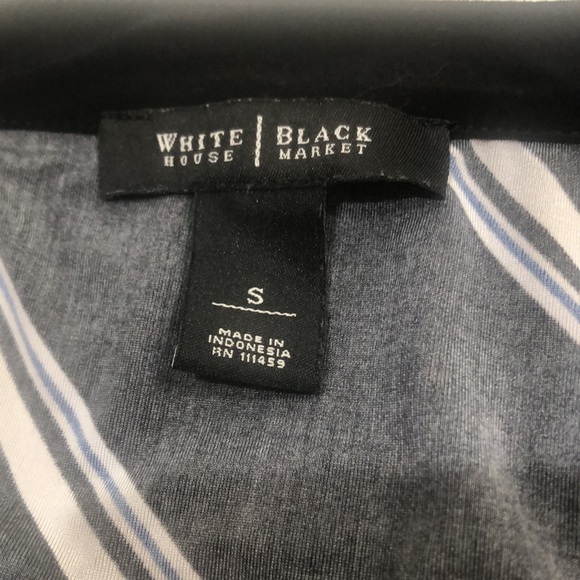 WHITE | BLACK
HOUSE | MARKET
S
MADE IN
INDONESIA
RN 111459